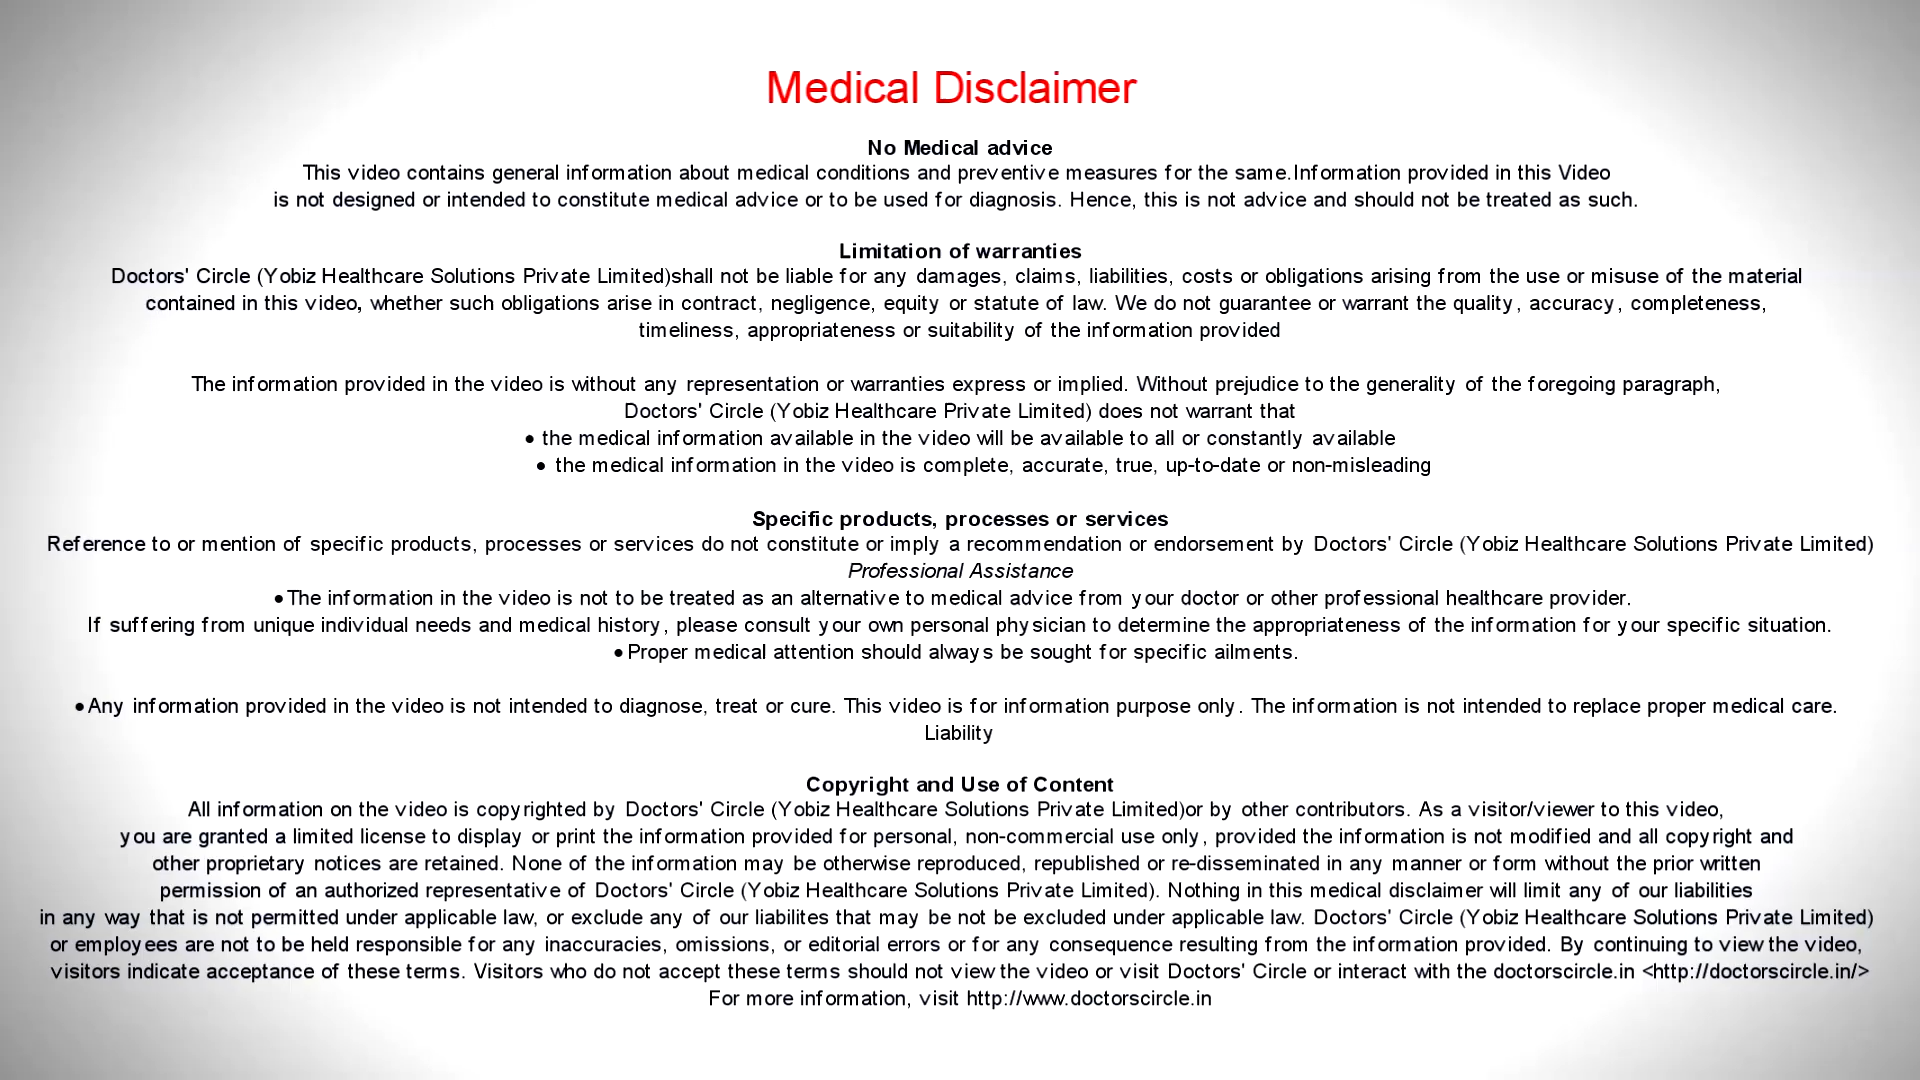 Medical Disclaimer
No Medical advice
This video contains general information about medical conditions and preventive measures for the same.Information provided in this Video
is not designed or intended to constitute medical advice or to be used for diagnosis. Hence, this is not advice and should not be treated as such.
Limitation of warranties
Doctors' Circle (Yobiz Healthcare Solutions Private Limited)shall not be liable for any damages, claims, liabilities, costs or obligations arising from the use or misuse of the material
contained in this video, whether such obligations arise in contract, negligence, equity or statute of law. We do not guarantee or warrant the quality, accuracy, completeness,
timeliness, appropriateness or suitability of the information provided
The information provided in the video is without any representation or warranties express or implied. Without prejudice to the generality of the foregoing paragraph,
Doctors' Circle (Yobiz Healthcare Private Limited) does not warrant that
• the medical information available in the video will be available to all or constantly available
• the medical information in the video is complete, accurate, true, up-to-date or non-misleading
Specific products, processes or services
Reference to or mention of specific products, processes or services do not constitute or imply a recommendation or endorsement by Doctors' Circle (Yobiz Healthcare Solutions Private Limited)
Professional Assistance
•The information in the video is not to be treated as an alternative to medical advice from your doctor or other professional healthcare provider.
If suffering from unique individual needs and medical history, please consult your own personal physician to determine the appropriateness of the information for your specific situation.
•Proper medical attention should always be sought for specific ailments.
•Any information provided in the video is not intended to diagnose, treat or cure. This video is for information purpose only. The information is not intended to replace proper medical care.
Liability
Copyright and Use of Content
All information on the video is copyrighted by Doctors' Circle (Yobiz Healthcare Solutions Private Limited)or by other contributors. As a visitor/viewer to this video,
you are granted a limited license to display or print the information provided for personal, non-commercial use only, provided the information is not modified and all copyright and
other proprietary notices are retained. None of the information may be otherwise reproduced, republished or re-disseminated in any manner or form without the prior written
permission of an authorized representative of Doctors' Circle (Yobiz Healthcare Solutions Private Limited). Nothing in this medical disclaimer will limit any of our liabilities
in any way that is not permitted under applicable law, or exclude any of our liabilites that may be not be excluded under applicable law. Doctors' Circle (Yobiz Healthcare Solutions Private Limited)
or employees are not to be held responsible for any inaccuracies, omissions, or editorial errors or for any consequence resulting from the information provided. By continuing to view the video,
visitors indicate acceptance of these terms. Visitors who do not accept these terms should not view the video or visit Doctors' Circle or interact with the doctorscircle.in <http://doctorscircle.in/>
For more information, visit http://www.doctorscircle.in